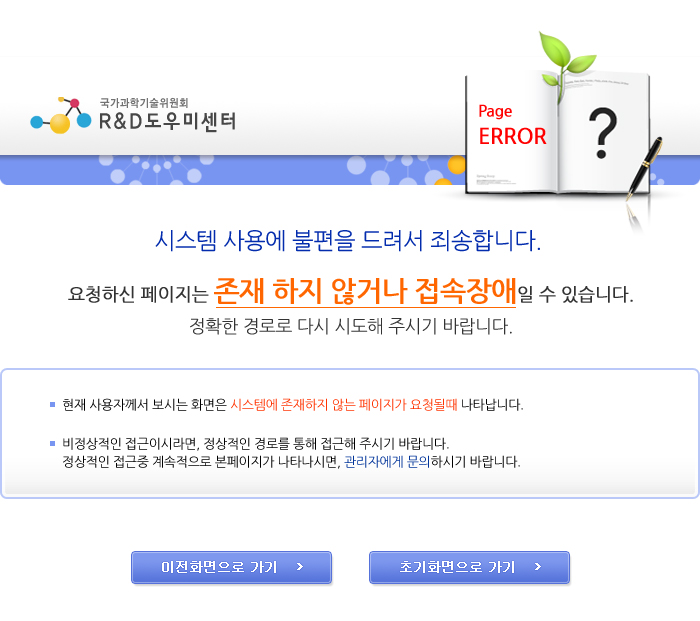 국가과학기술위원회
R&D도우미센터
Page
ERROR
?
시스템 사용에 불편을 드려서 죄송합니다.
요청하신 페이지는 존재 하지 않거나 접속장애일 수 있습니다.
정확한 경로로 다시 시도해 주시기 바랍니다.
현재 사용자께서 보시는 화면은 시스템에 존재하지 않는 페이지가 요청될때 나타납니다.
비정상적인 접근이시라면, 정상적인 경로를 통해 접근해 주시기 바랍니다.
정상적인 접근중 계속적으로 본페이지가 나타나시면, 관리자에게 문의하시기 바랍니다.
이전화면으로 가기
초기화면으로 가기